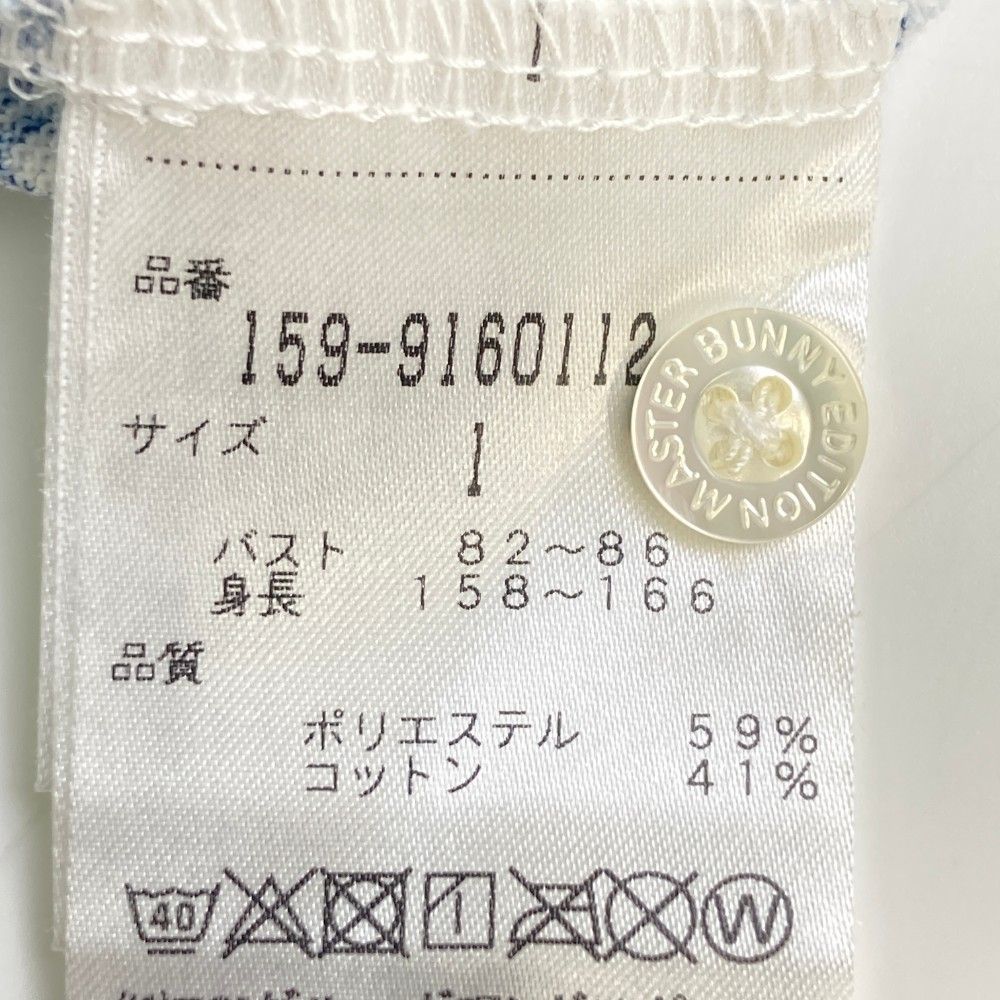 品番
159-9160112
サイズ
1
バスト 82～86
身長 158～166
品質
ポリエステル 59%
コットン 41%
40
W
MASTER BUNNY EDITION